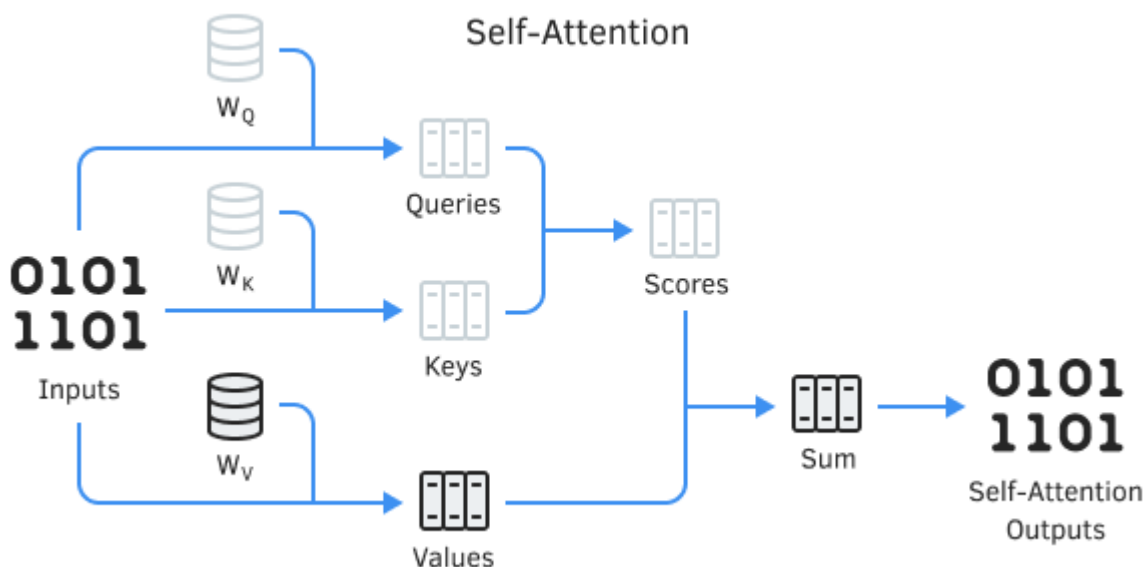 Self-Attention
W_Q
Queries
W_K
Scores
0101
1101
Inputs
Keys
W_V
Sum
0101
1101
Self-Attention
Outputs
Values